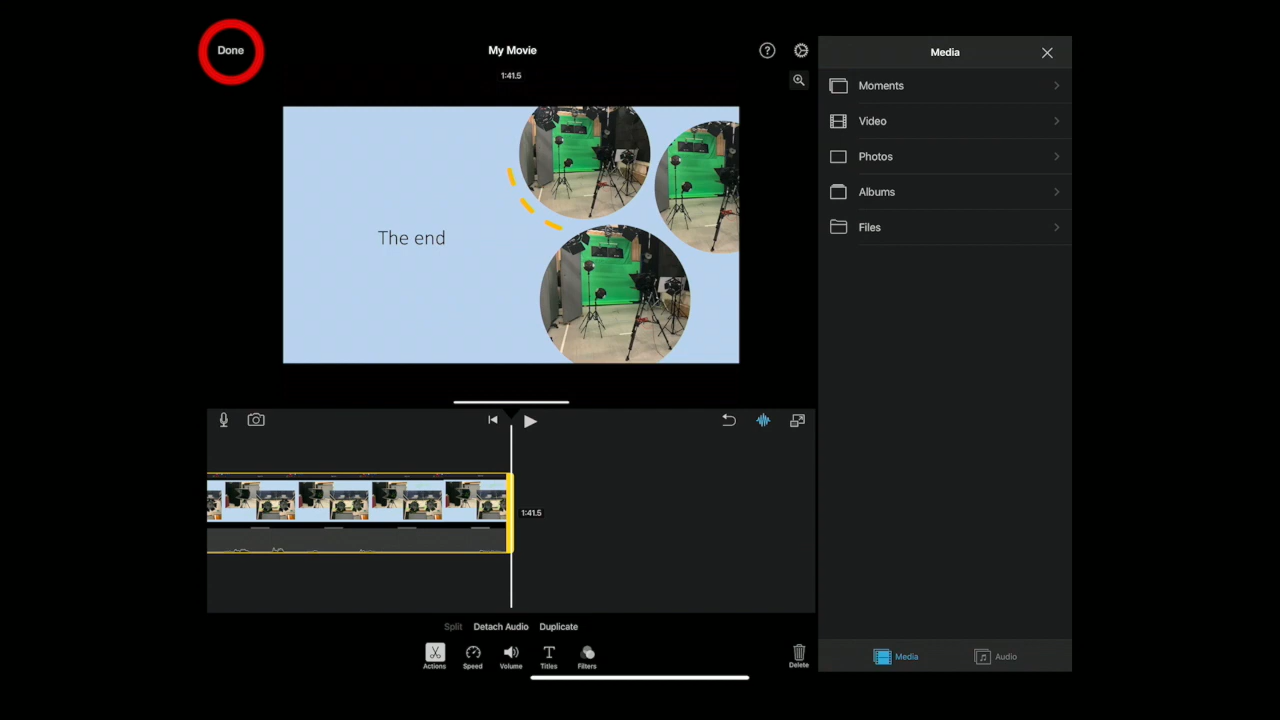 Done
My Movie
?
1:41.5
Media
Moments
Video
Photos
Albums
Files
The end
1:41.5
Split Detach Audio Duplicate
Actions Speed Volume Titles Filters Delete
Media Audio